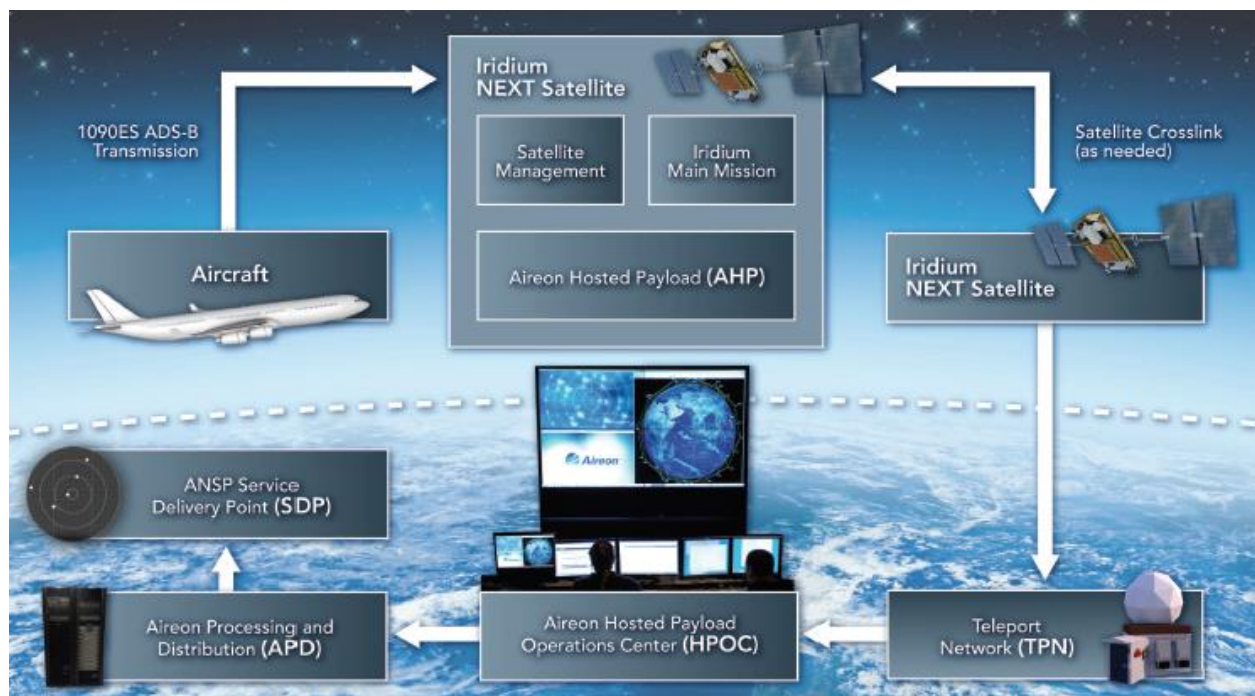 Iridium
NEXT Satellite
1090ES ADS-B
Transmission
Satellite
Management
Iridium
Main Mission
Satellite Crosslink
(as needed)
Aircraft
Aireon Hosted Payload (AHP)
Iridium
NEXT Satellite
Aireon
ANSP Service
Delivery Point (SDP)
Aireon Processing and
Distribution (APD)
Aireon Hosted Payload
Operations Center (HPOC)
Teleport
Network (TPN)